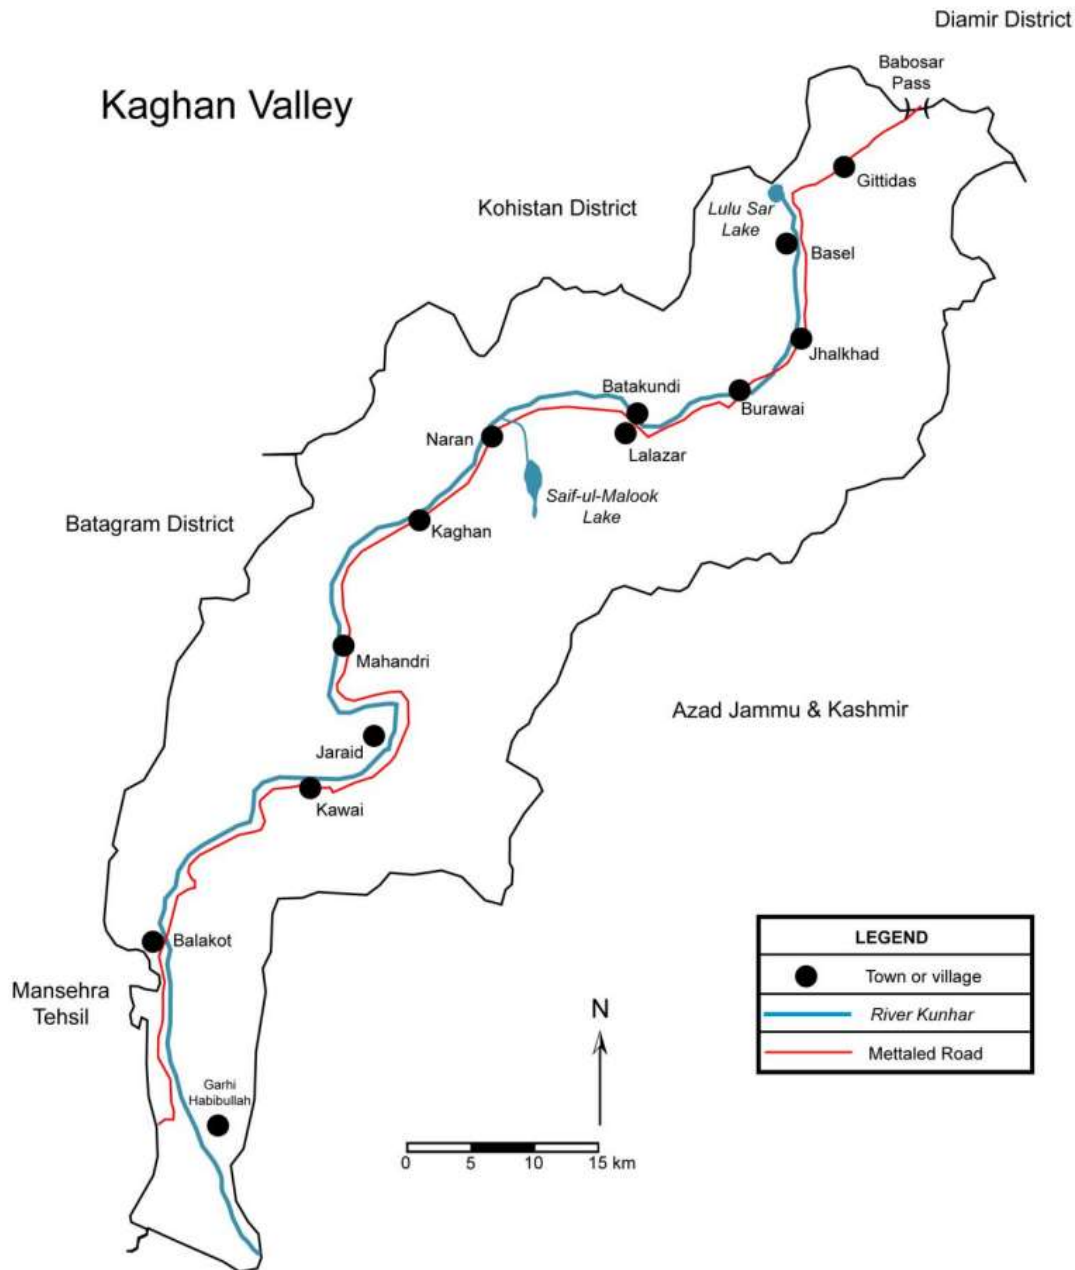 Diamir District
Babosar
Pass
Kaghan Valley
Gittidas
Kohistan District
Lulu Sar
Lake
Basel
Jhalkhad
Batakundi
Burawai
Naran
Lalazar
Saif-ul-Malook
Lake
Batagram District
Kaghan
Mahandri
Azad Jammu & Kashmir
Jaraid
Kawai
Balakot
Mansehra
Tehsil
Garhi
Habibullah
N
0 5 10 15 km
LEGEND
Town or village
River Kunhar
Mettaled Road